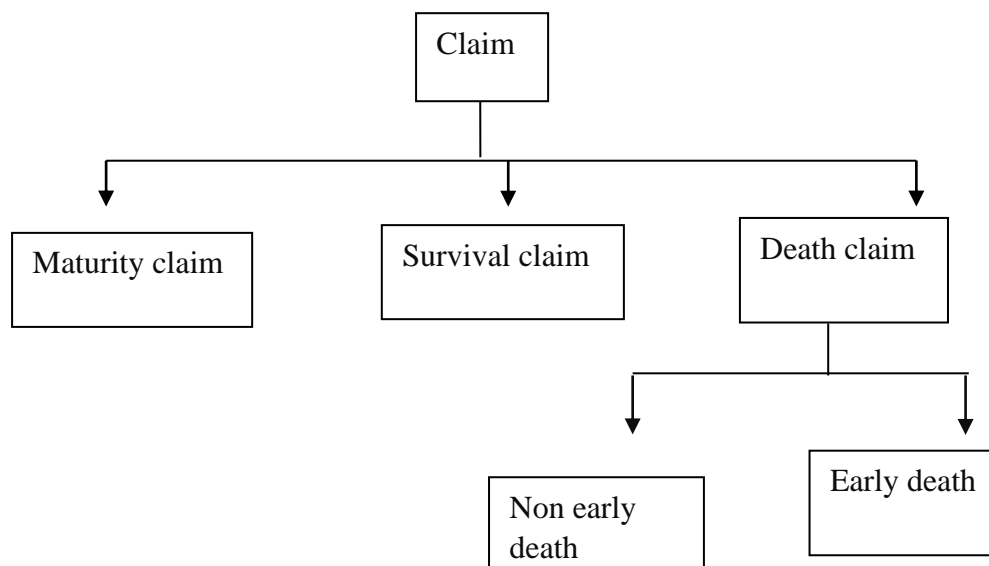 Claim
Maturity claim
Survival claim
Death claim
Non early
death
Early death